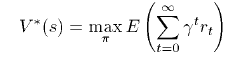 V*(s) = max_π E ( ∑_{t=0}^{∞} γ^t r_t )